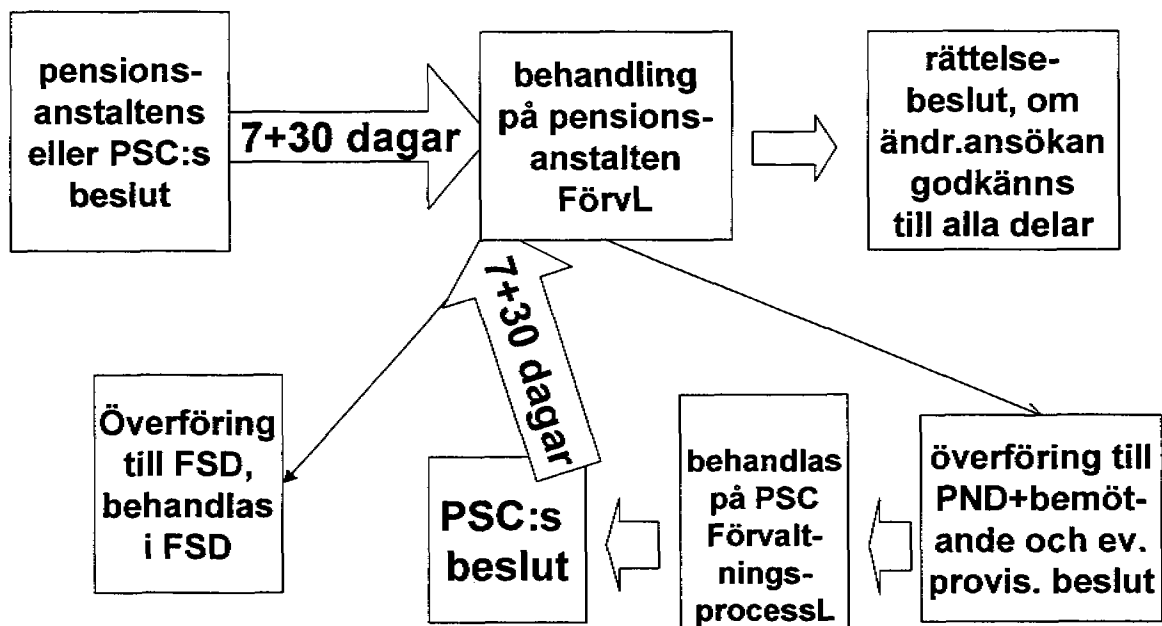 pensions-
anstaltens
eller PSC:s
beslut
7+30 dagar
behandling
på pensions-
anstalten
FörvL
rättelse-
beslut, om
ändr.ansökan
godkänns
till alla delar
7+30 dagar
Överföring
till FSD,
behandlas
i FSD
PSC:s
beslut
behandlas
på PSC
Förvalt-
nings-
processL
överföring till
PND+bemöt-
ande och ev.
provis. beslut